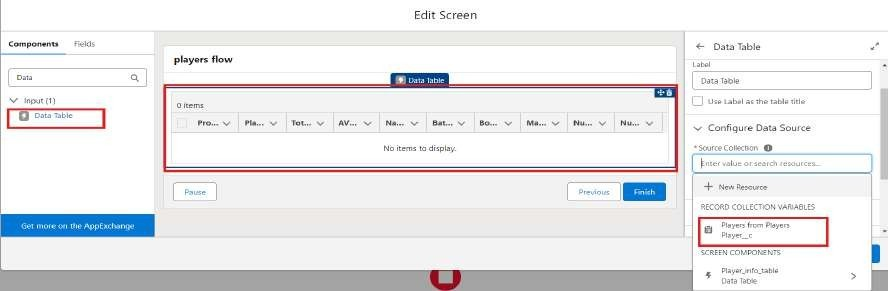 Edit Screen
Components
Fields
Data
Input (1)
Data Table
Get more on the AppExchange
players flow
Data Table
0 items
Pro...
Pla...
Tot...
AV...
Na...
Bat...
Bo...
Ma...
Nu...
Nu...
No items to display.
Pause
Previous
Finish
Data Table
Label
Data Table
Use Label as the table title
Configure Data Source
*Source Collection
Enter value or search resources...
New Resource
RECORD COLLECTION VARIABLES
Players from Players
Player__c
SCREEN COMPONENTS
Player_info_table
Data Table